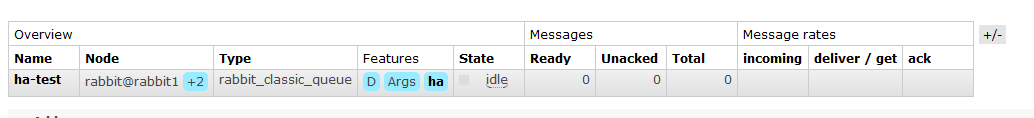 Overview Messages Message rates +/-
Name Node Type Features State Ready Unacked Total incoming deliver / get ack
ha-test rabbit@rabbit1 +2 rabbit_classic_queue D Args ha idle 0 0 0